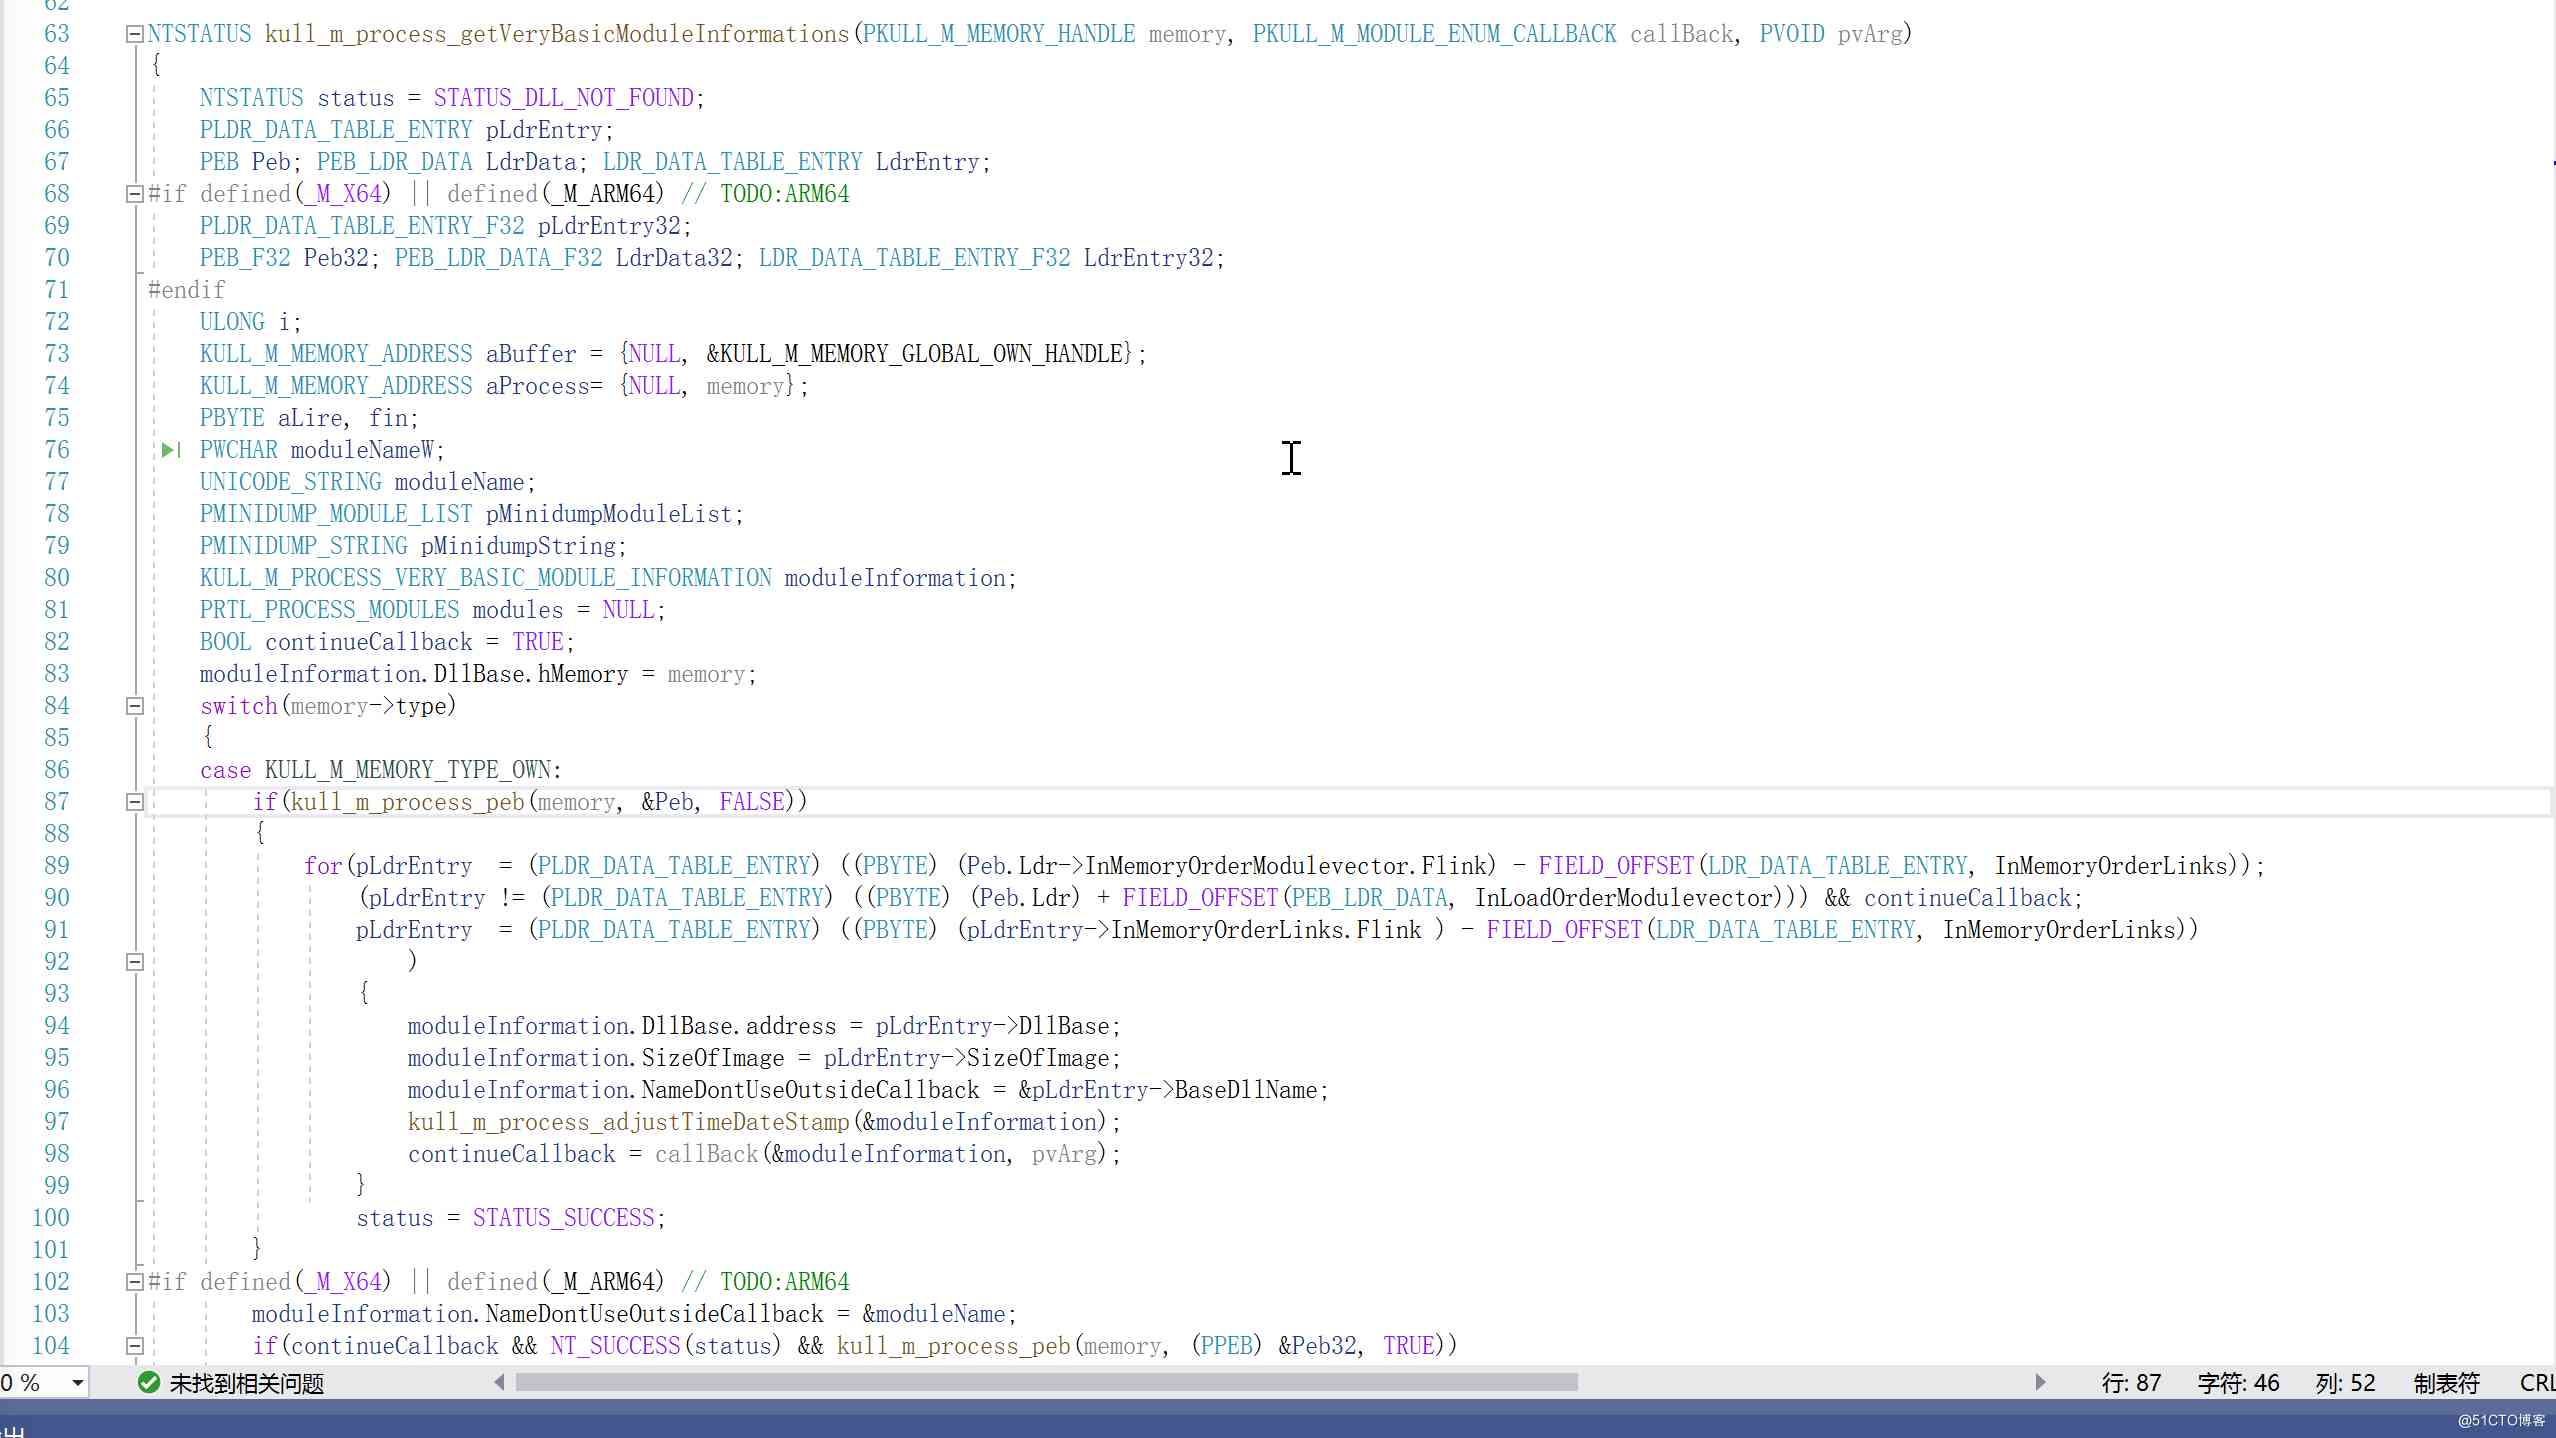 62
63 NTSTATUS kull_m_process_getVeryBasicModuleInformations(PKULL_M_MEMORY_HANDLE memory, PKULL_M_MODULE_ENUM_CALLBACK callBack, PVOID pvArg)
64 {
65 NTSTATUS status = STATUS_DLL_NOT_FOUND;
66 PLDR_DATA_TABLE_ENTRY pLdrEntry;
67 PEB Peb; PEB_LDR_DATA LdrData; LDR_DATA_TABLE_ENTRY LdrEntry;
68 #if defined(_M_X64) || defined(_M_ARM64) // TODO:ARM64
69 PLDR_DATA_TABLE_ENTRY_F32 pLdrEntry32;
70 PEB_F32 Peb32; PEB_LDR_DATA_F32 LdrData32; LDR_DATA_TABLE_ENTRY_F32 LdrEntry32;
71 #endif
72 ULONG i;
73 KULL_M_MEMORY_ADDRESS aBuffer = {NULL, &KULL_M_MEMORY_GLOBAL_OWN_HANDLE};
74 KULL_M_MEMORY_ADDRESS aProcess= {NULL, memory};
75 PBYTE aLire, fin;
76 PWCHAR moduleNameW;
77 UNICODE_STRING moduleName;
78 PMINIDUMP_MODULE_LIST pMinidumpModuleList;
79 PMINIDUMP_STRING pMinidumpString;
80 KULL_M_PROCESS_VERY_BASIC_MODULE_INFORMATION moduleInformation;
81 PRTL_PROCESS_MODULES modules = NULL;
82 BOOL continueCallback = TRUE;
83 moduleInformation.DllBase.hMemory = memory;
84 switch(memory->type)
85 {
86 case KULL_M_MEMORY_TYPE_OWN:
87 if(kull_m_process_peb(memory, &Peb, FALSE))
88 {
89 for(pLdrEntry  = (PLDR_DATA_TABLE_ENTRY) ((PBYTE) (Peb.Ldr->InMemoryOrderModulevector.Flink) - FIELD_OFFSET(LDR_DATA_TABLE_ENTRY, InMemoryOrderLinks));
90 (pLdrEntry != (PLDR_DATA_TABLE_ENTRY) ((PBYTE) (Peb.Ldr) + FIELD_OFFSET(PEB_LDR_DATA, InLoadOrderModulevector))) && continueCallback;
91 pLdrEntry  = (PLDR_DATA_TABLE_ENTRY) ((PBYTE) (pLdrEntry->InMemoryOrderLinks.Flink ) - FIELD_OFFSET(LDR_DATA_TABLE_ENTRY, InMemoryOrderLinks))
92 )
93 {
94 moduleInformation.DllBase.address = pLdrEntry->DllBase;
95 moduleInformation.SizeOfImage = pLdrEntry->SizeOfImage;
96 moduleInformation.NameDontUseOutsideCallback = &pLdrEntry->BaseDllName;
97 kull_m_process_adjustTimeDateStamp(&moduleInformation);
98 continueCallback = callBack(&moduleInformation, pvArg);
99 }
100 status = STATUS_SUCCESS;
101 }
102 #if defined(_M_X64) || defined(_M_ARM64) // TODO:ARM64
103 moduleInformation.NameDontUseOutsideCallback = &moduleName;
104 if(continueCallback && NT_SUCCESS(status) && kull_m_process_peb(memory, (PPEB) &Peb32, TRUE))
0 % 未找到相关问题 行: 87 字符: 46 列: 52 制表符 CRL
@51CTO博客